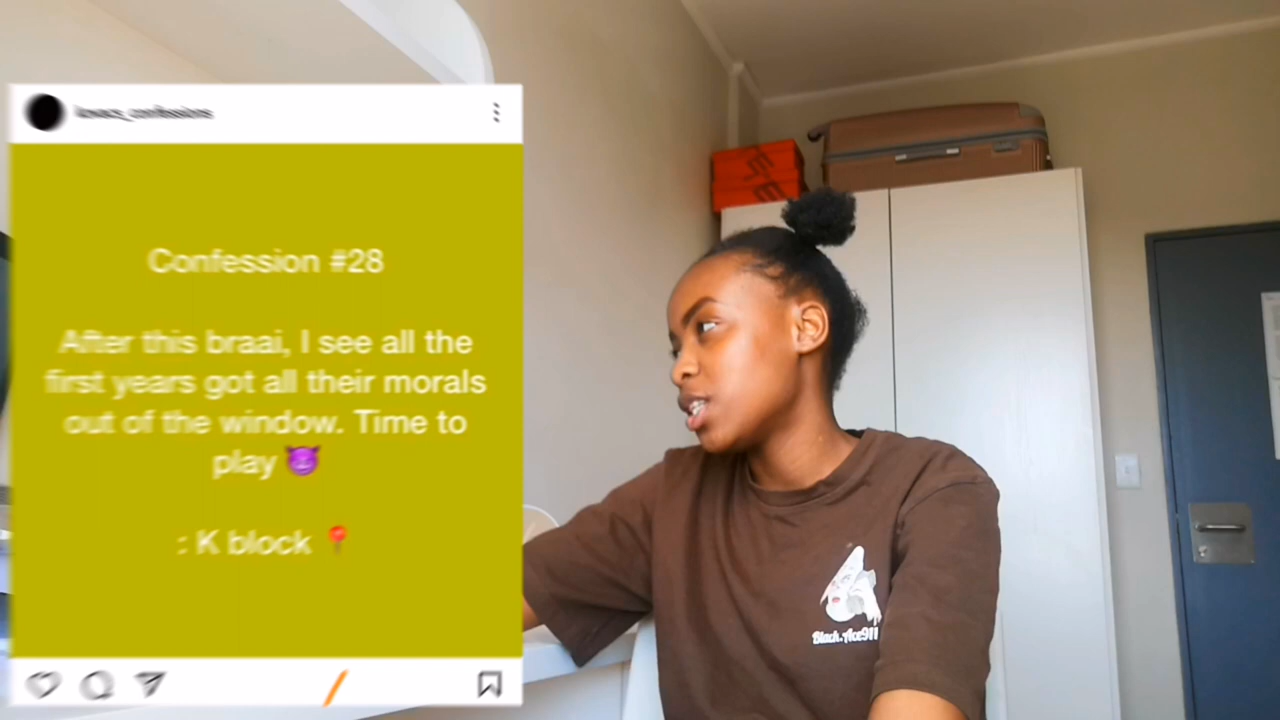 Confession #28
After this braai, I see all the
first years got all their morals
out of the window. Time to
play 😈
: K block 📍
Black.Ace911